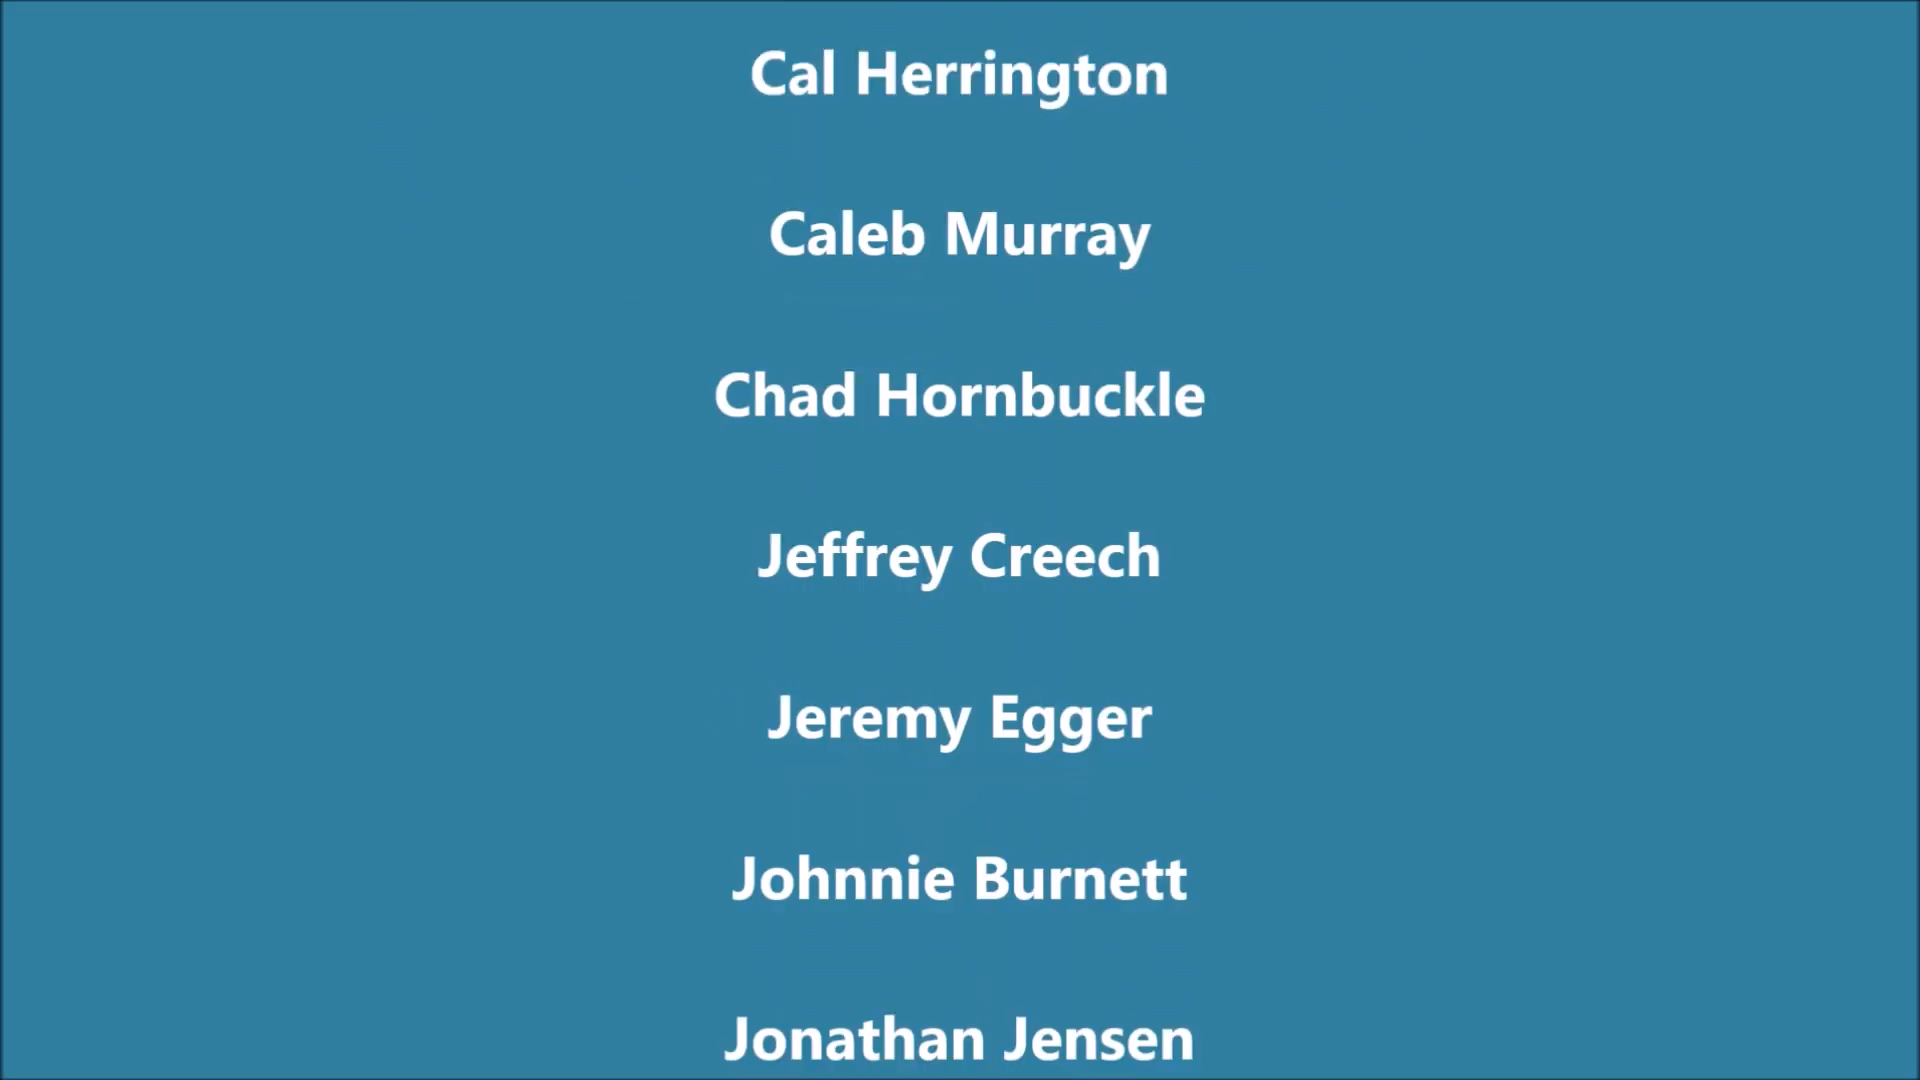 Cal Herrington
Caleb Murray
Chad Hornbuckle
Jeffrey Creech
Jeremy Egger
Johnnie Burnett
Jonathan Jensen